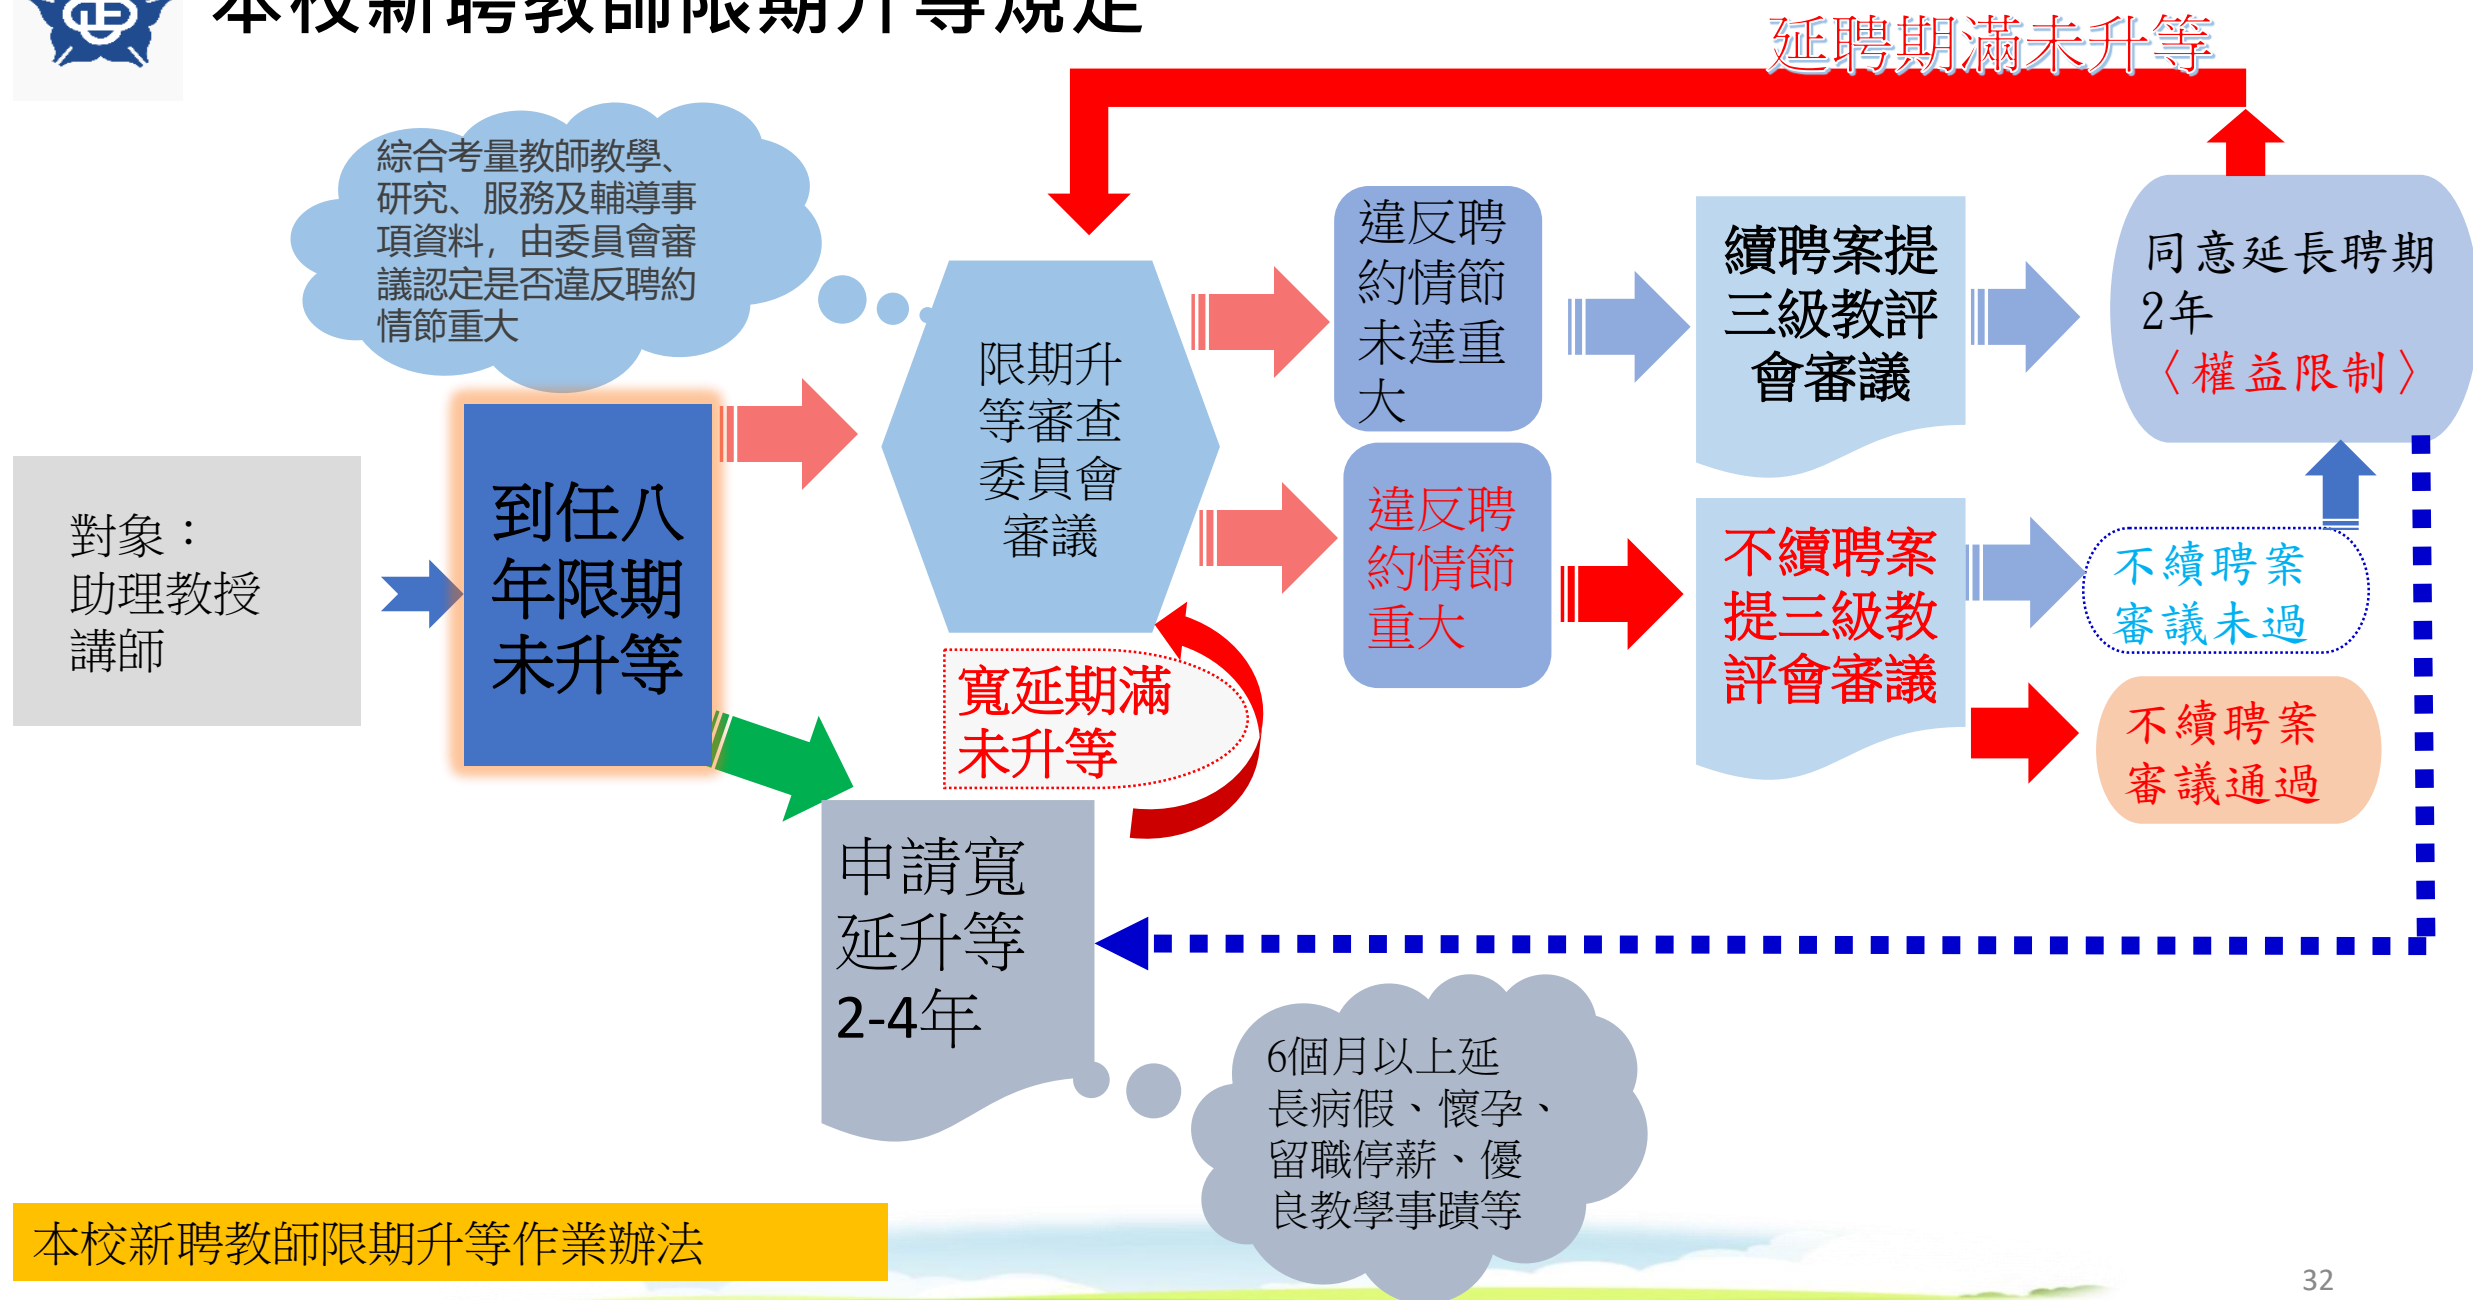 本校新聘教師限期升等規定
延聘期滿未升等
綜合考量教師教學、
研究、服務及輔導事
項資料，由委員會審
議認定是否違反聘約
情節重大
對象：
助理教授
講師
到任八
年限期
未升等
限期升
等審查
委員會
審議
違反聘
約情節
未達重
大
續聘案提
三級教評
會審議
同意延長聘期
2年
〈權益限制〉
違反聘
約情節
重大
不續聘案
提三級教
評會審議
不續聘案
審議未過
不續聘案
審議通過
寬延期滿
未升等
申請寬
延升等
2-4年
6個月以上延
長病假、懷孕、
留職停薪、優
良教學事蹟等
本校新聘教師限期升等作業辦法
32